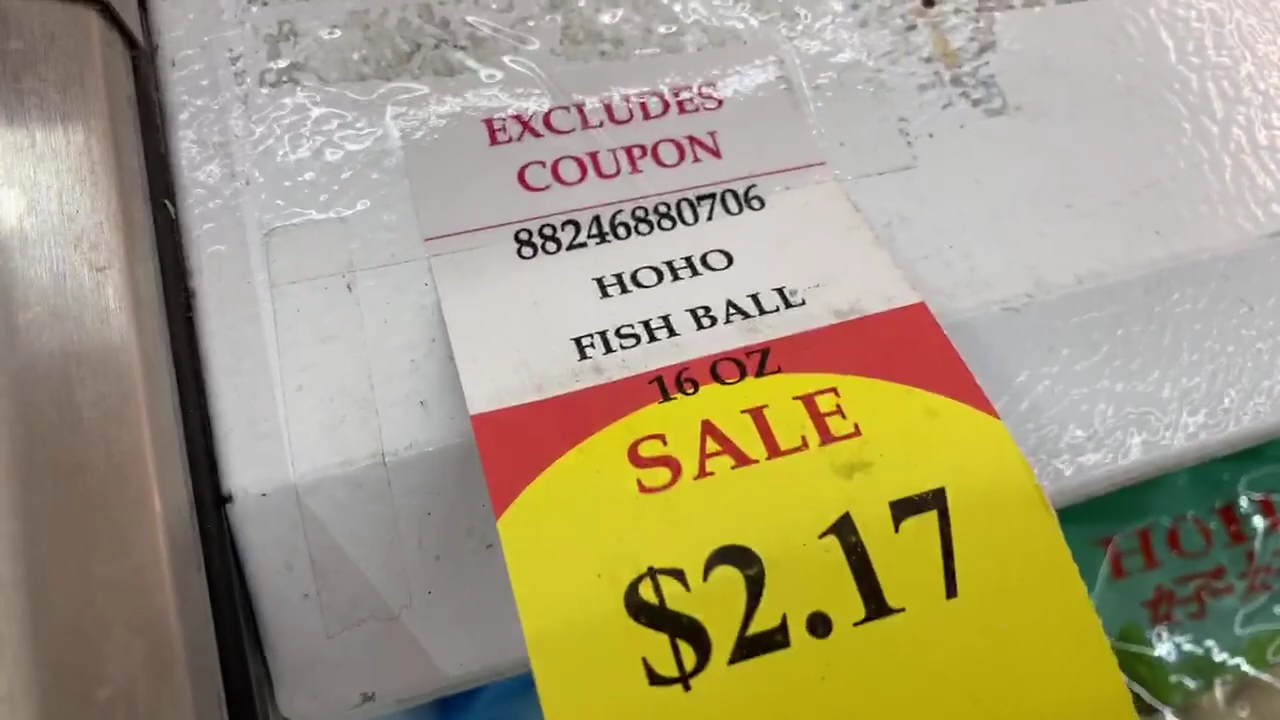 EXCLUDES
COUPON
88246880706
HOHO
FISH BALL
16 OZ
SALE
$2.17